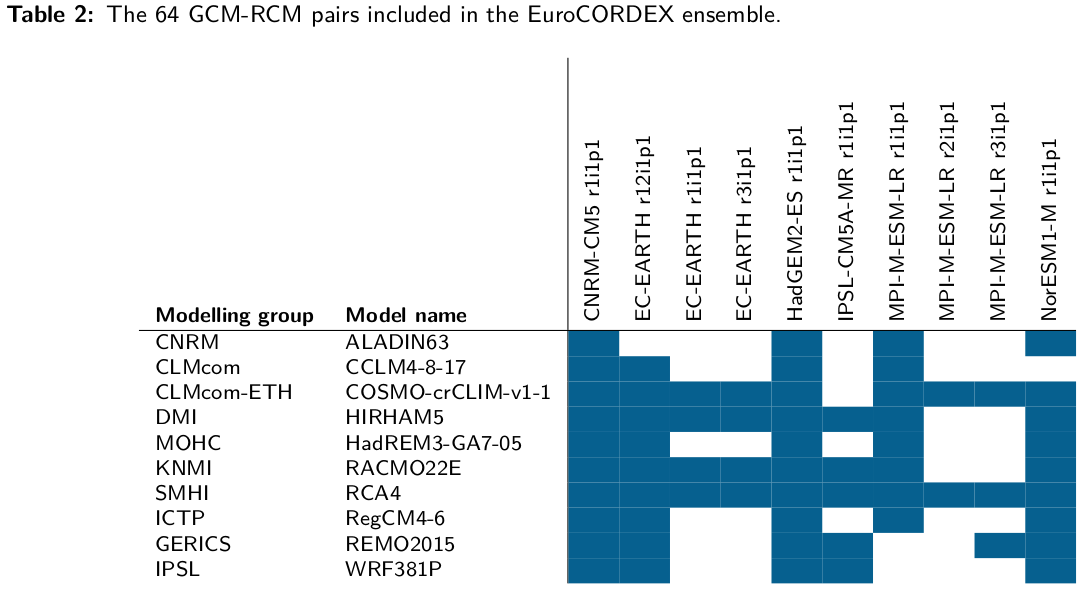 Table 2: The 64 GCM-RCM pairs included in the EuroCORDEX ensemble.
CNRM-CM5 r1i1p1
EC-EARTH r12i1p1
EC-EARTH r1i1p1
EC-EARTH r3i1p1
HadGEM2-ES r1i1p1
IPSL-CM5A-MR r1i1p1
MPI-M-ESM-LR r1i1p1
MPI-M-ESM-LR r2i1p1
MPI-M-ESM-LR r3i1p1
NorESM1-M r1i1p1
Modelling group Model name
CNRM ALADIN63
CLMcom CCLM4-8-17
CLMcom-ETH COSMO-crCLIM-v1-1
DMI HIRHAM5
MOHC HadREM3-GA7-05
KNMI RACMO22E
SMHI RCA4
ICTP RegCM4-6
GERICS REMO2015
IPSL WRF381P